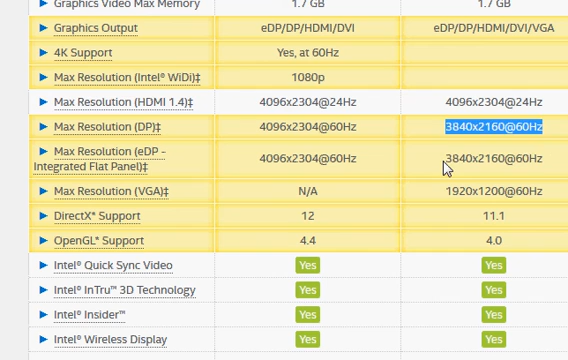 Graphics Video Max Memory 1.7 GB 1.7 GB
Graphics Output eDP/DP/HDMI/DVI eDP/DP/HDMI/DVI/VGA
4K Support Yes, at 60Hz
Max Resolution (Intel® WiDi)‡ 1080p
Max Resolution (HDMI 1.4)‡ 4096x2304@24Hz 4096x2304@24Hz
Max Resolution (DP)‡ 4096x2304@60Hz 3840x2160@60Hz
Max Resolution (eDP -
Integrated Flat Panel)‡ 4096x2304@60Hz 3840x2160@60Hz
Max Resolution (VGA)‡ N/A 1920x1200@60Hz
DirectX* Support 12 11.1
OpenGL* Support 4.4 4.0
Intel® Quick Sync Video Yes Yes
Intel® InTru™ 3D Technology Yes Yes
Intel® Insider™ Yes Yes
Intel® Wireless Display Yes Yes